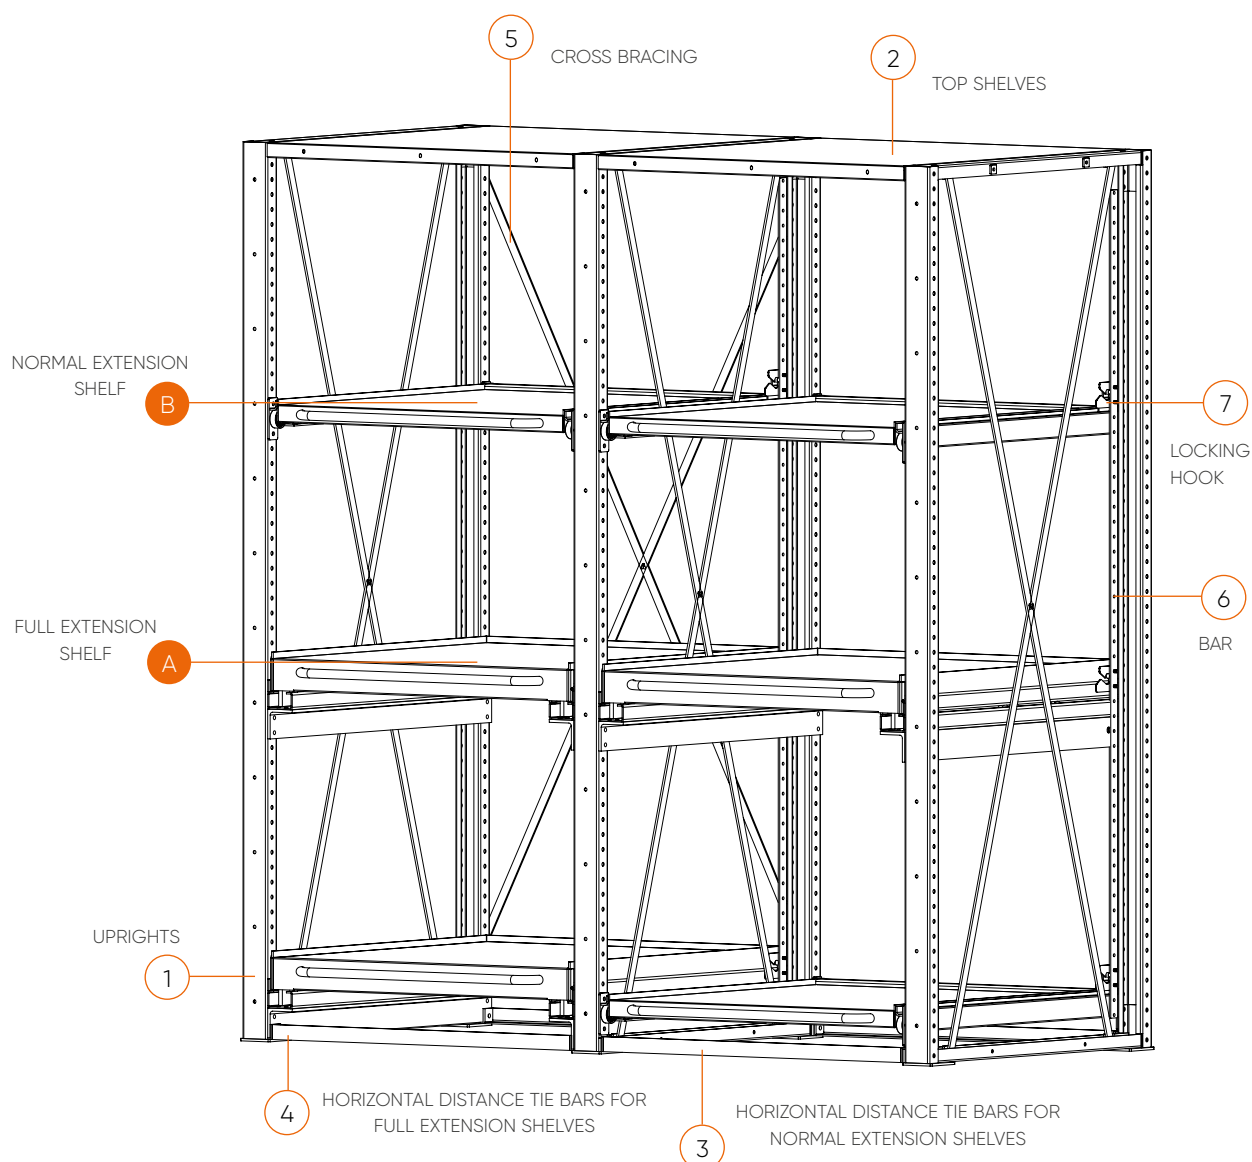 5
CROSS BRACING
2
TOP SHELVES
NORMAL EXTENSION
SHELF
B
7
LOCKING
HOOK
6
BAR
FULL EXTENSION
SHELF
A
UPRIGHTS
1
4
HORIZONTAL DISTANCE TIE BARS FOR
FULL EXTENSION SHELVES
3
HORIZONTAL DISTANCE TIE BARS FOR
NORMAL EXTENSION SHELVES